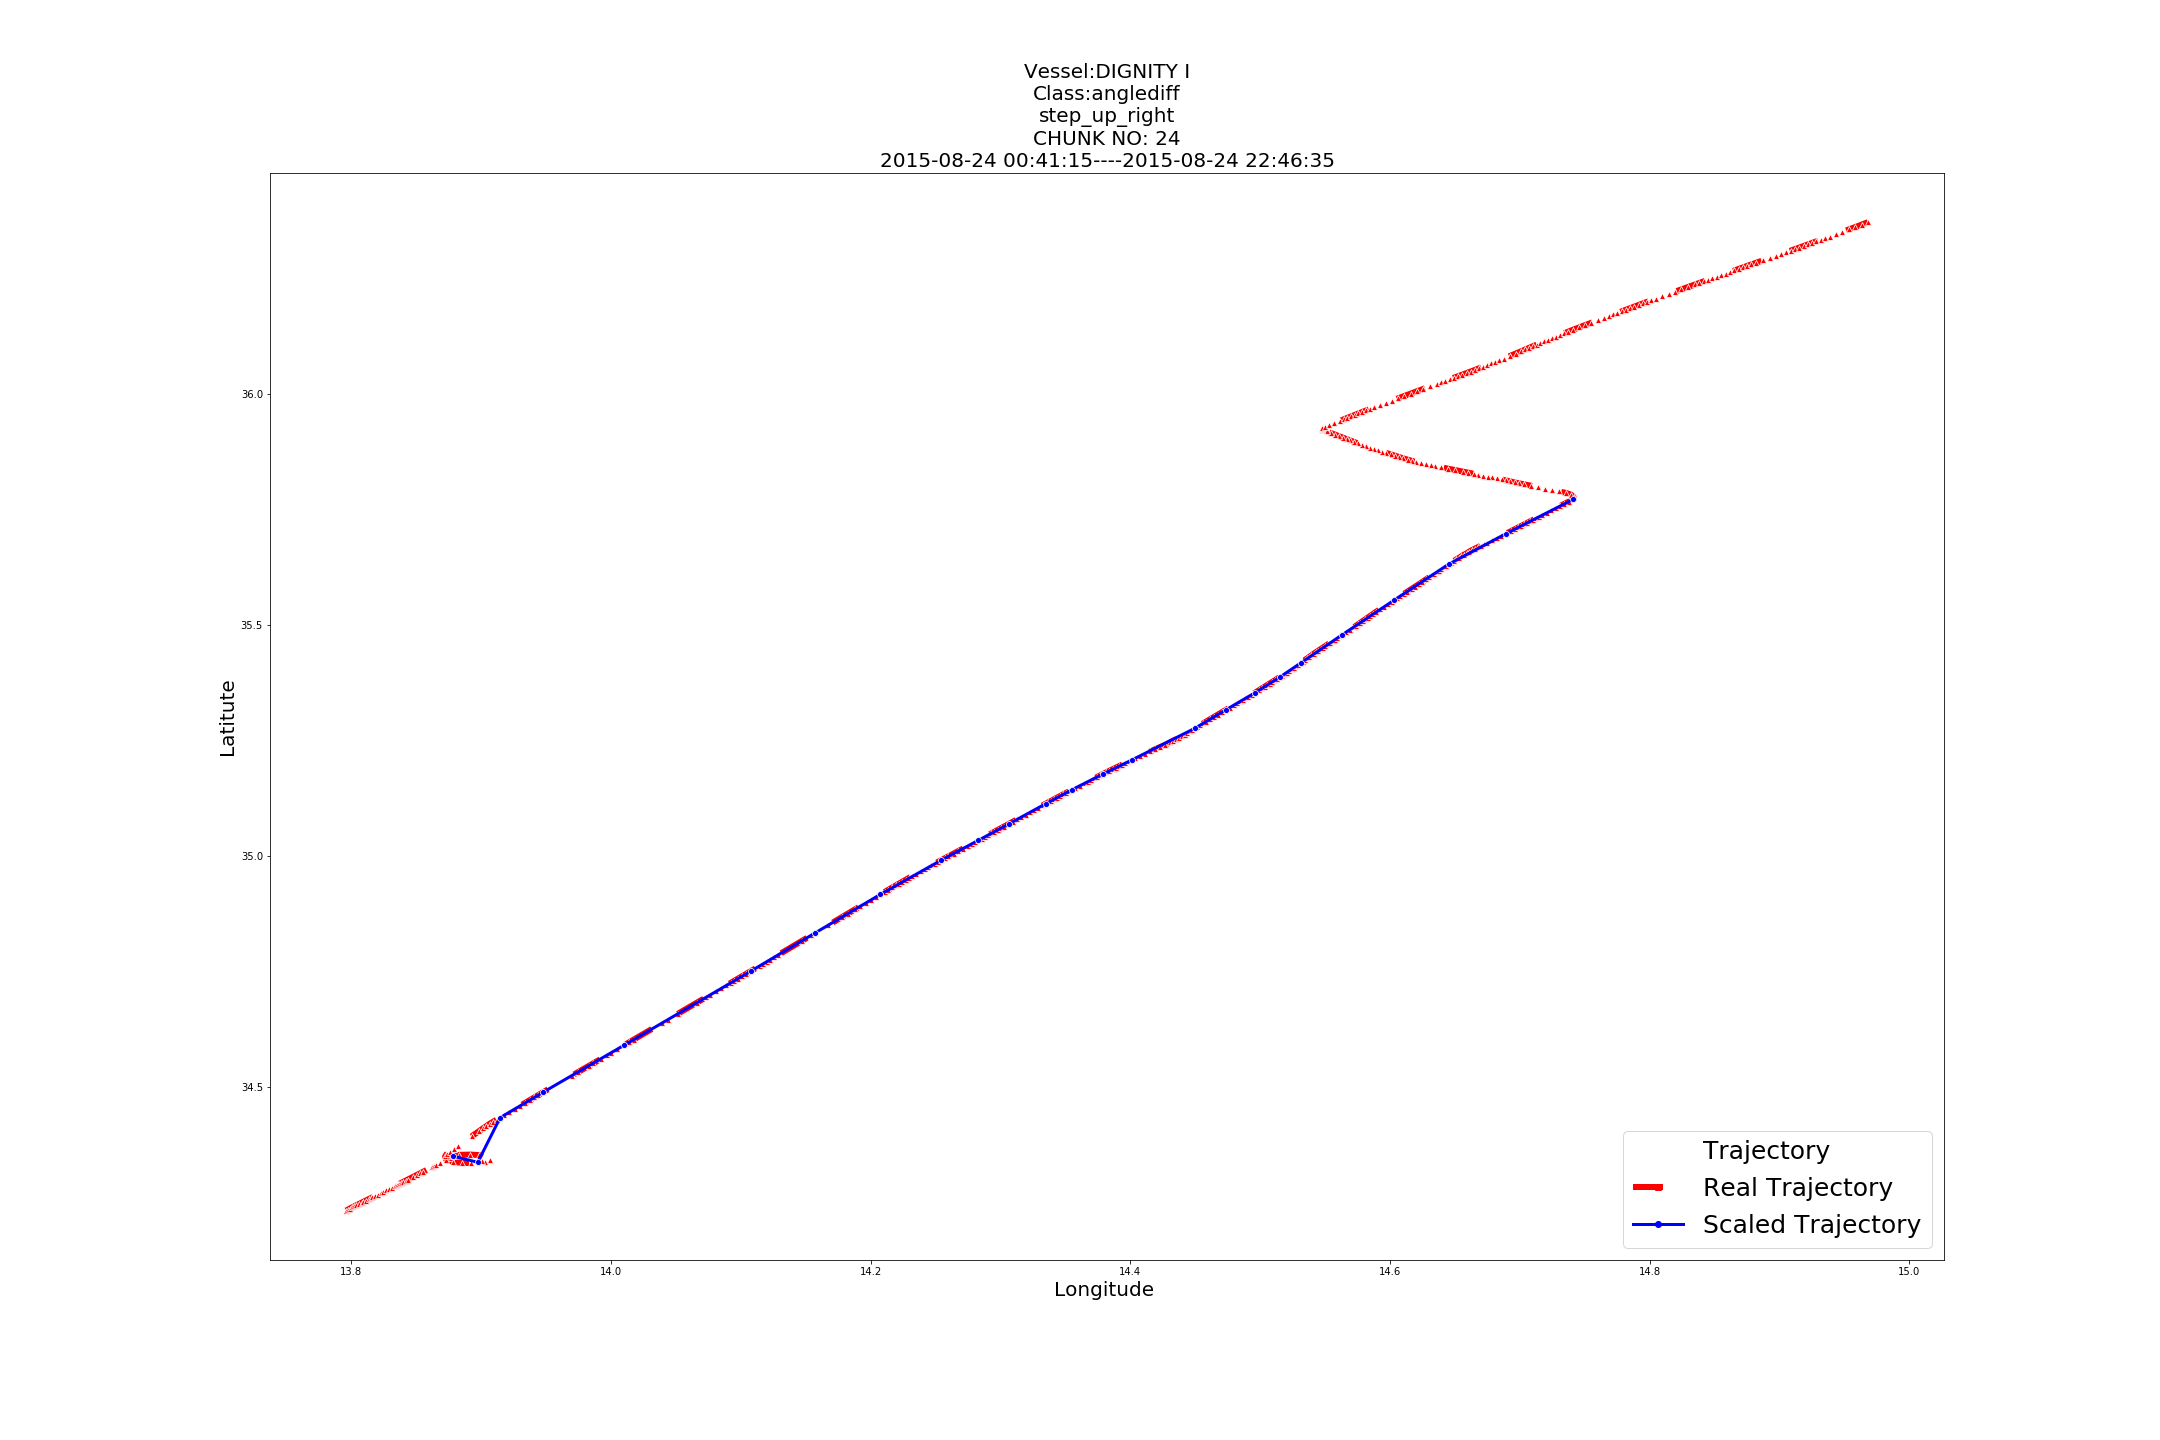 Vessel:DIGNITY I
Class:anglediff
step_up_right
CHUNK NO: 24
2015-08-24 00:41:15----2015-08-24 22:46:35
Latitute
36.0
35.5
35.0
34.5
13.8
14.0
14.2
14.4
14.6
14.8
15.0
Longitude
Trajectory
Real Trajectory
Scaled Trajectory